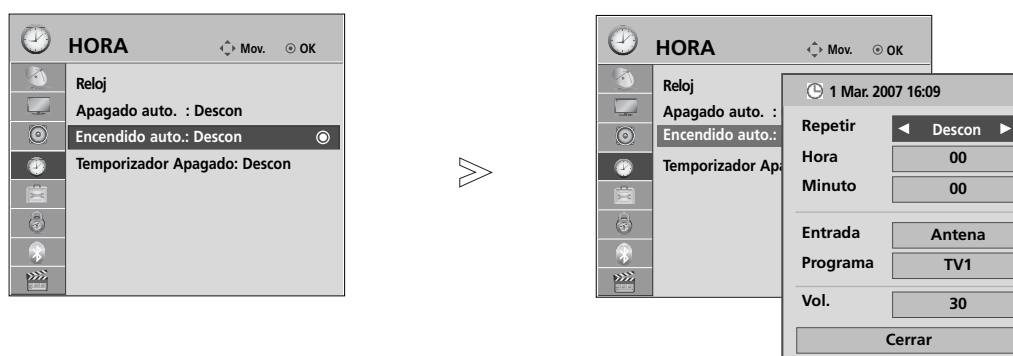 HORA Mov. OK
Reloj
Apagado auto. : Descon
Encendido auto.: Descon
Temporizador Apagado: Descon
HORA Mov. OK
Reloj
Apagado auto. :
Encendido auto.:
Temporizador Apa
1 Mar. 2007 16:09
Repetir ◄ Descon ►
Hora 00
Minuto 00
Entrada Antena
Programa TV1
Vol. 30
Cerrar